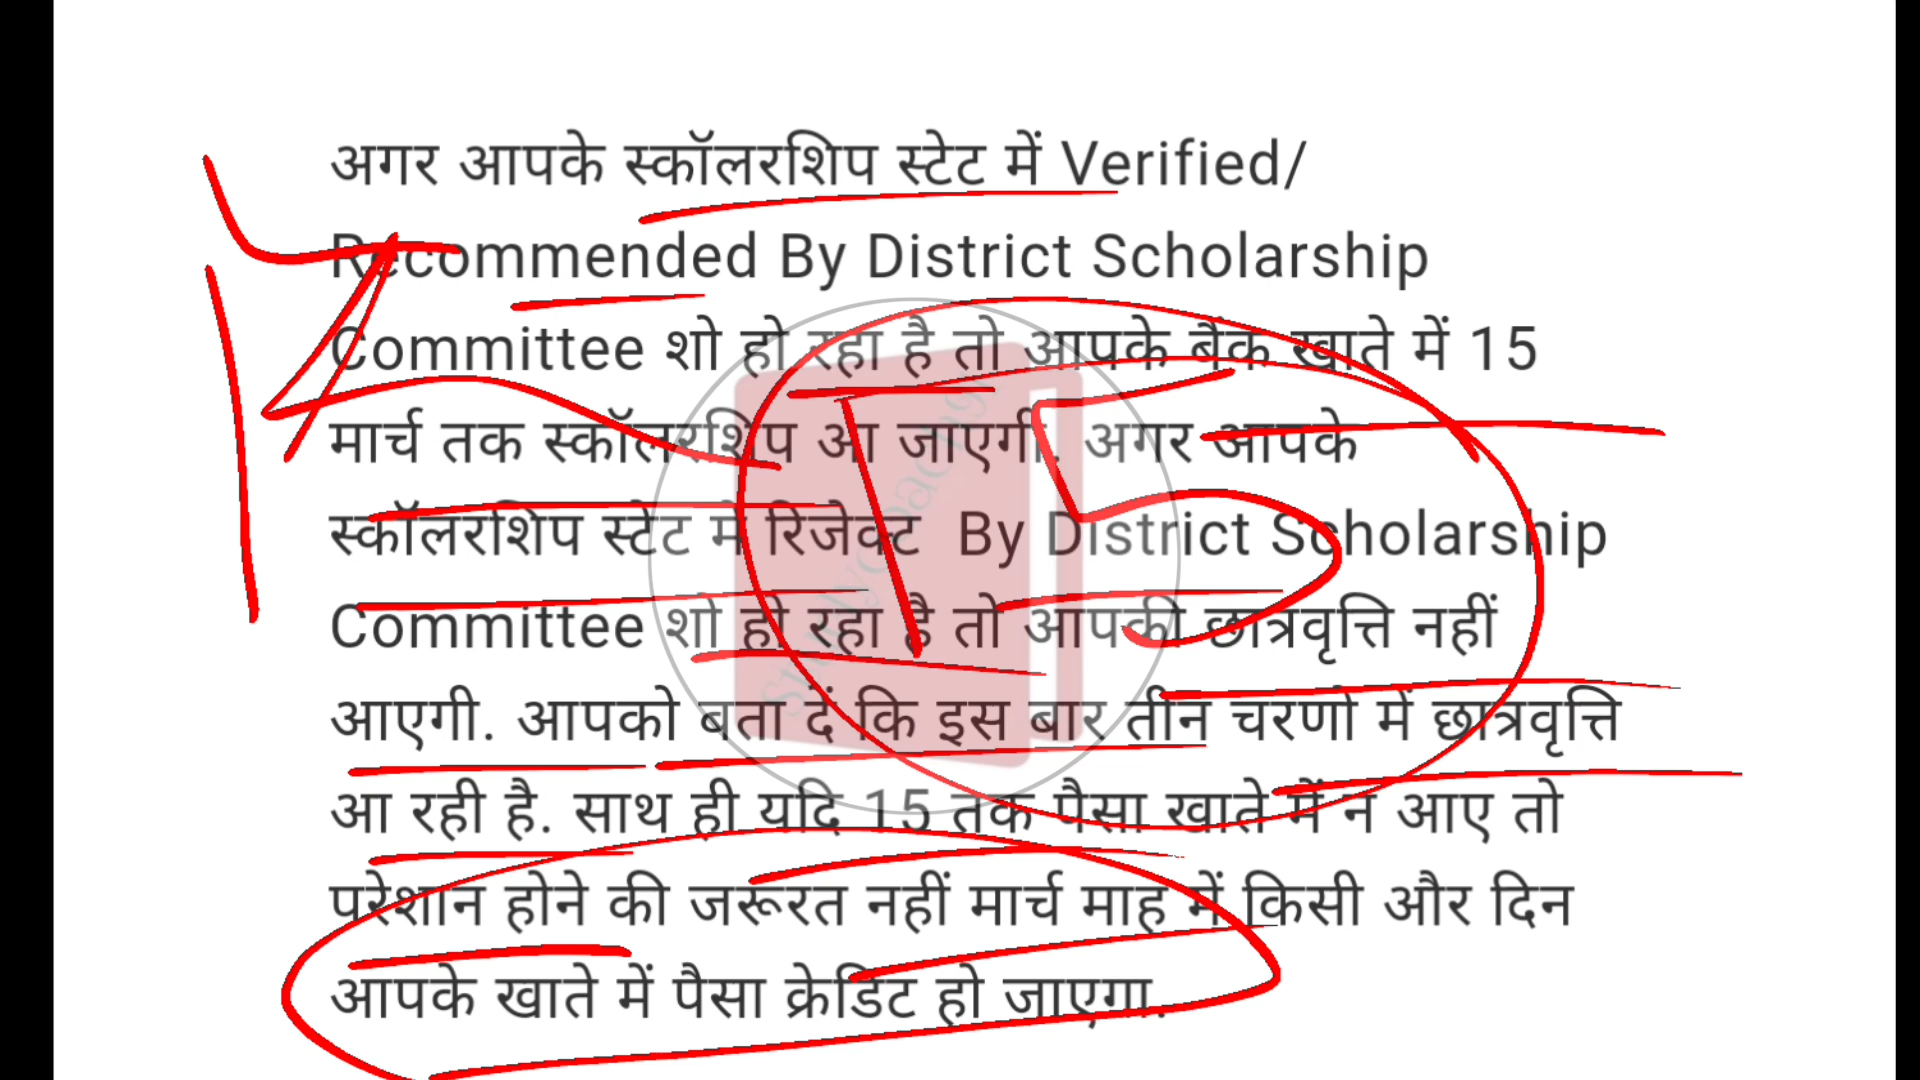 अगर आपके स्कॉलरशिप स्टेट में Verified/
Recommended By District Scholarship
Committee शो हो रहा है तो आपके बैंक खाते में 15
मार्च तक स्कॉलरशिप आ जाएगी. अगर आपके
स्कॉलरशिप स्टेट में रिजेक्ट By District Scholarship
Committee शो हो रहा है तो आपकी छात्रवृत्ति नहीं
आएगी. आपको बता दें कि इस बार तीन चरणों में छात्रवृत्ति
आ रही है. साथ ही यदि 15 तक पैसा खाते में न आए तो
परेशान होने की जरूरत नहीं मार्च माह में किसी और दिन
आपके खाते में पैसा क्रेडिट हो जाएगा.
15